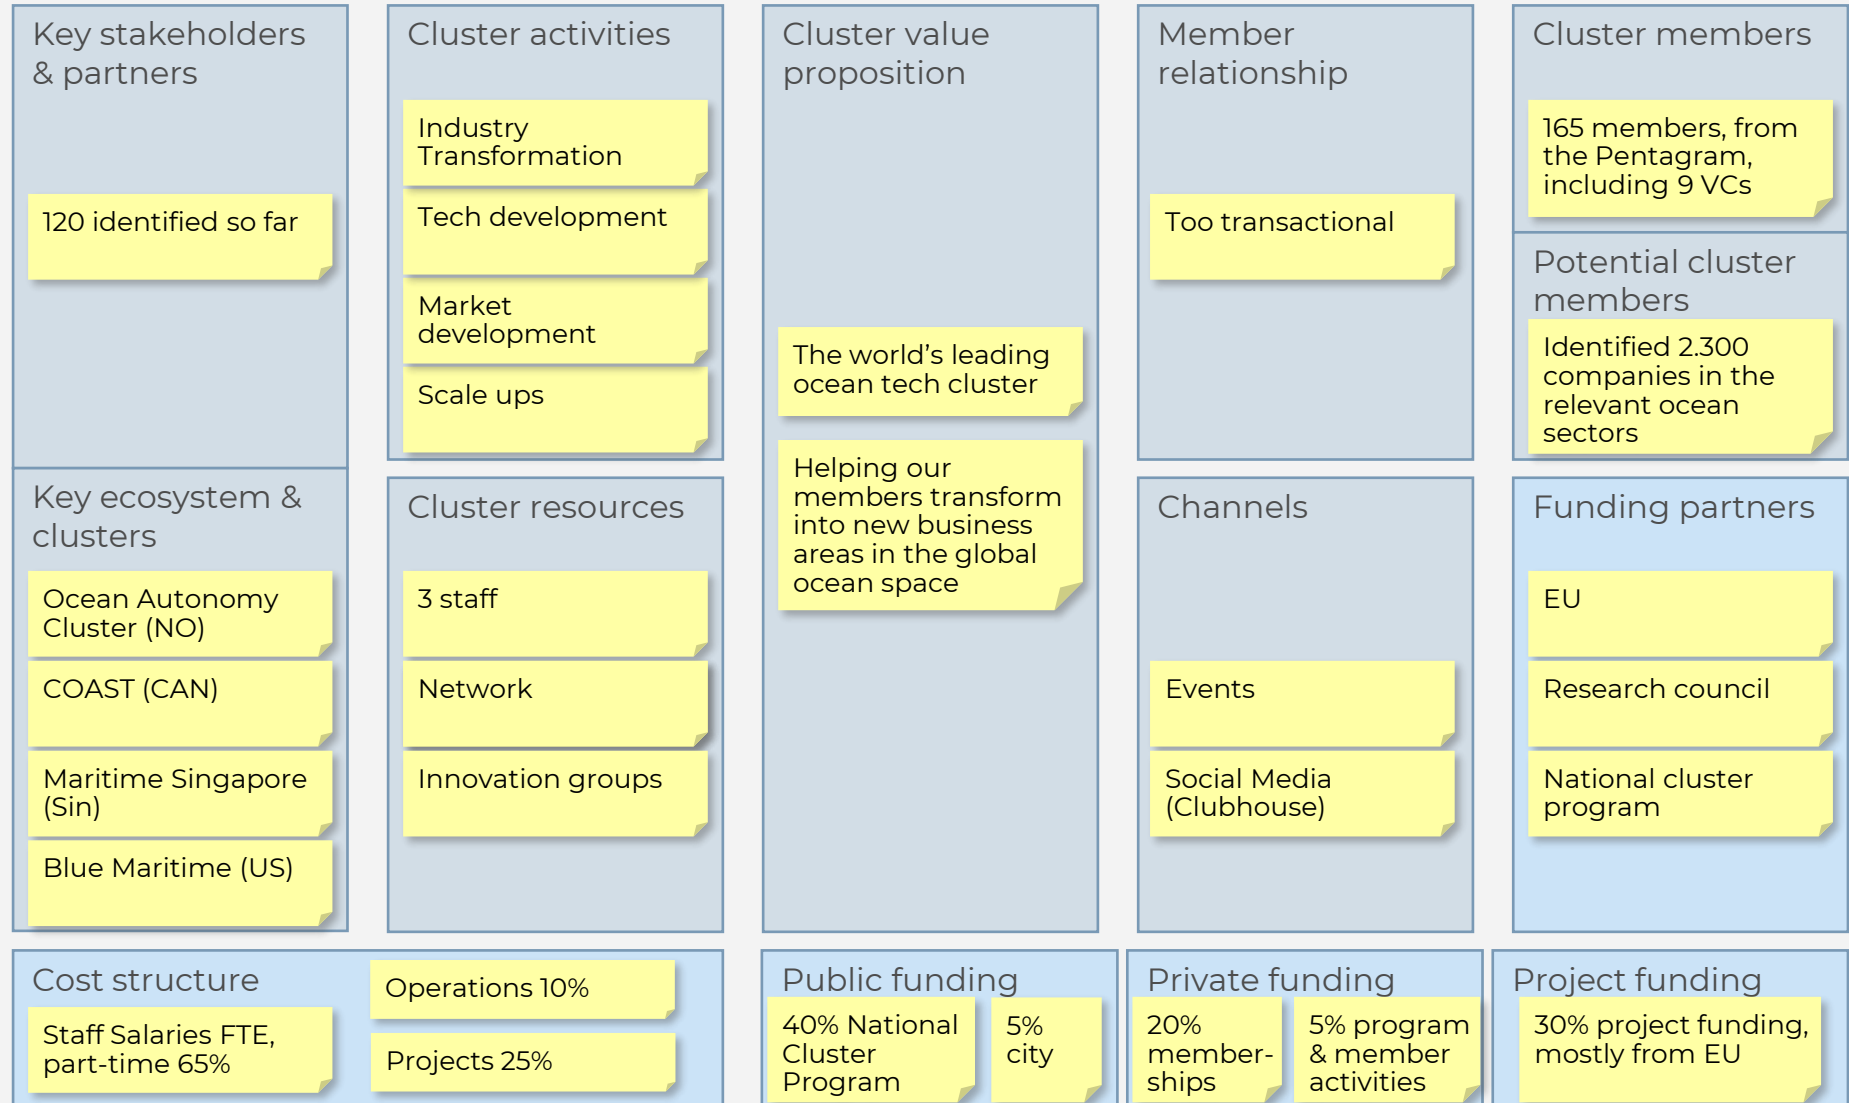 Key stakeholders
& partners
120 identified so far
Key ecosystem &
clusters
Ocean Autonomy
Cluster (NO)
COAST (CAN)
Maritime Singapore
(Sin)
Blue Maritime (US)
Cluster activities
Industry
Transformation
Tech development
Market
development
Scale ups
Cluster resources
3 staff
Network
Innovation groups
Cluster value
proposition
The world’s leading
ocean tech cluster
Helping our
members transform
into new business
areas in the global
ocean space
Member
relationship
Too transactional
Channels
Events
Social Media
(Clubhouse)
Cluster members
165 members, from
the Pentagram,
including 9 VCs
Potential cluster
members
Identified 2.300
companies in the
relevant ocean
sectors
Funding partners
EU
Research council
National cluster
program
Cost structure
Staff Salaries FTE,
part-time 65%
Operations 10%
Projects 25%
Public funding
40% National
Cluster
Program
5%
city
Private funding
20%
member-
ships
5% program
& member
activities
Project funding
30% project funding,
mostly from EU